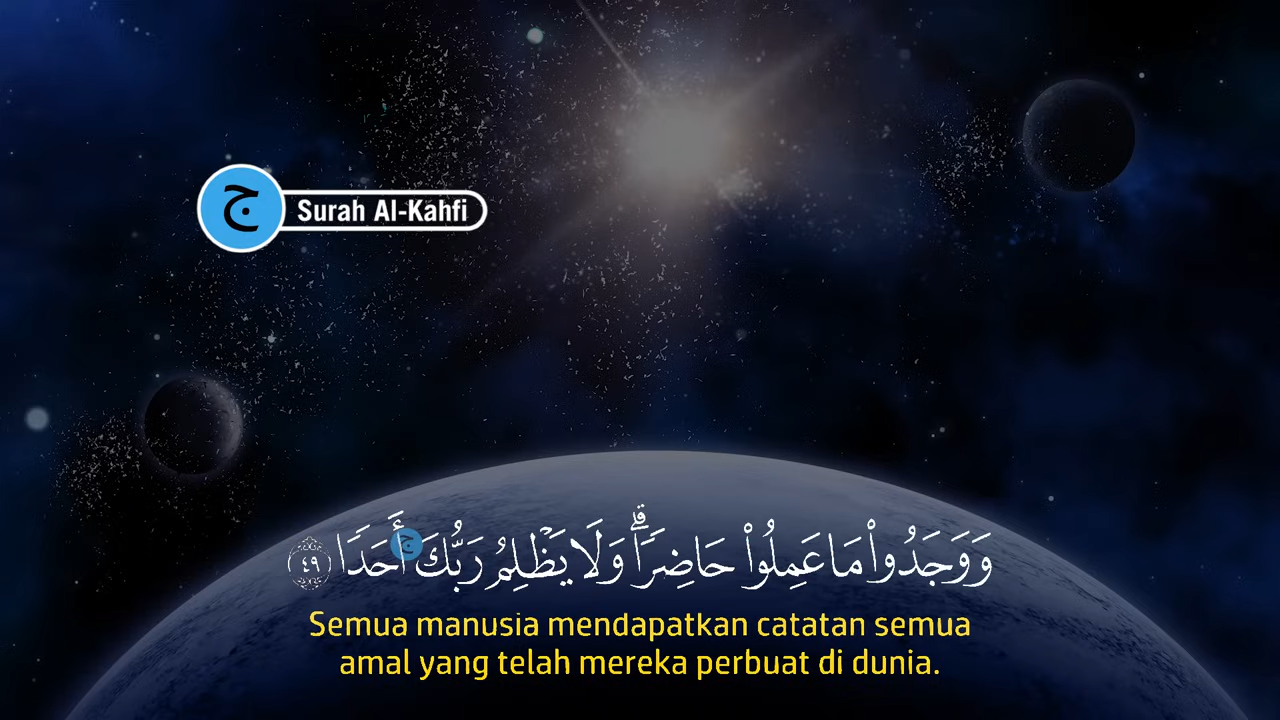 ج
Surah Al-Kahfi
وَوَجَدُوا۟ مَا عَمِلُوا۟ حَاضِرًا ۗ وَلَا يَظْلِمُ رَبُّكَ أَحَدًا ٤٩
ج
Semua manusia mendapatkan catatan semua
amal yang telah mereka perbuat di dunia.